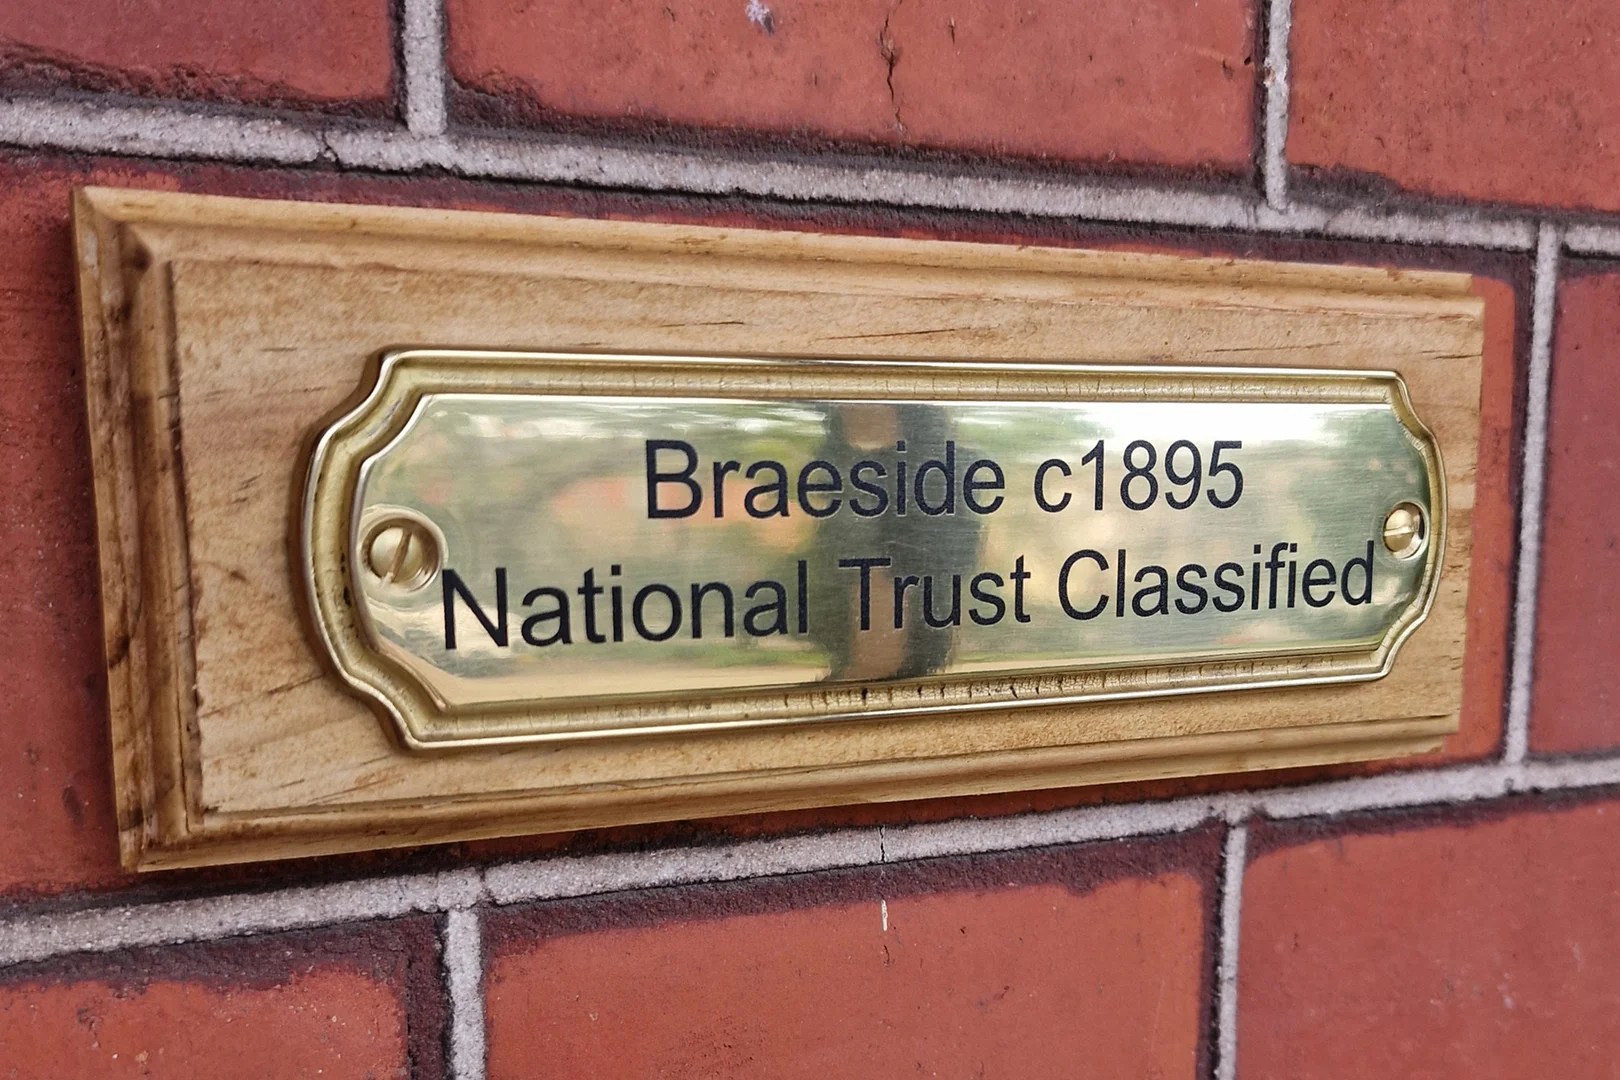 Braeside c1895
National Trust Classified